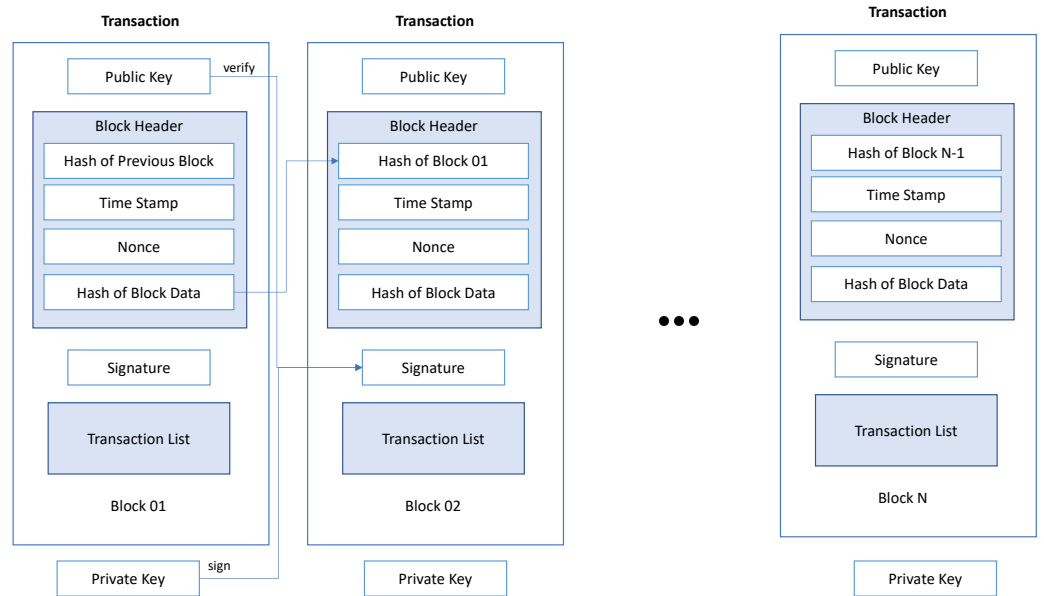 Transaction
Public Key
verify
Block Header
Hash of Previous Block
Time Stamp
Nonce
Hash of Block Data
Signature
Transaction List
Block 01
Private Key
sign
Transaction
Public Key
Block Header
Hash of Block 01
Time Stamp
Nonce
Hash of Block Data
Signature
Transaction List
Block 02
Private Key
Transaction
Public Key
Block Header
Hash of Block N-1
Time Stamp
Nonce
Hash of Block Data
Signature
Transaction List
Block N
Private Key